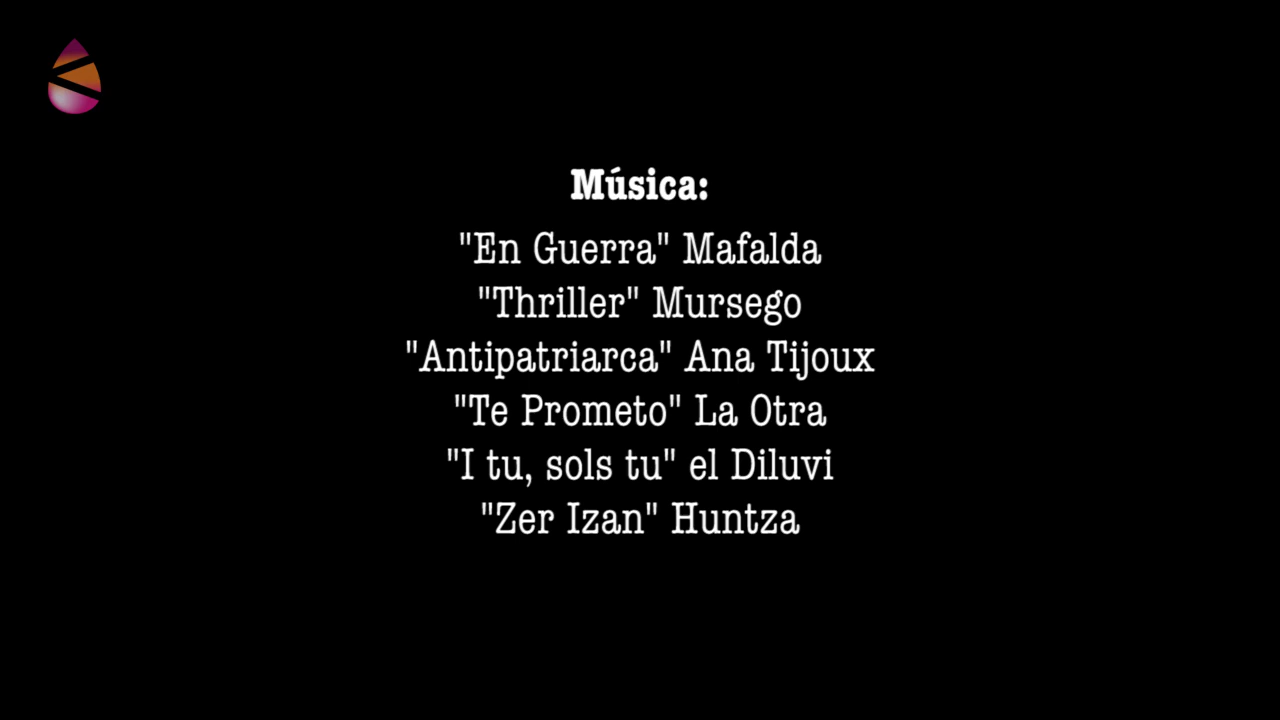 Música:
"En Guerra" Mafalda
"Thriller" Mursego
"Antipatriarca" Ana Tijoux
"Te Prometo" La Otra
"I tu, sols tu" el Diluvi
"Zer Izan" Huntza